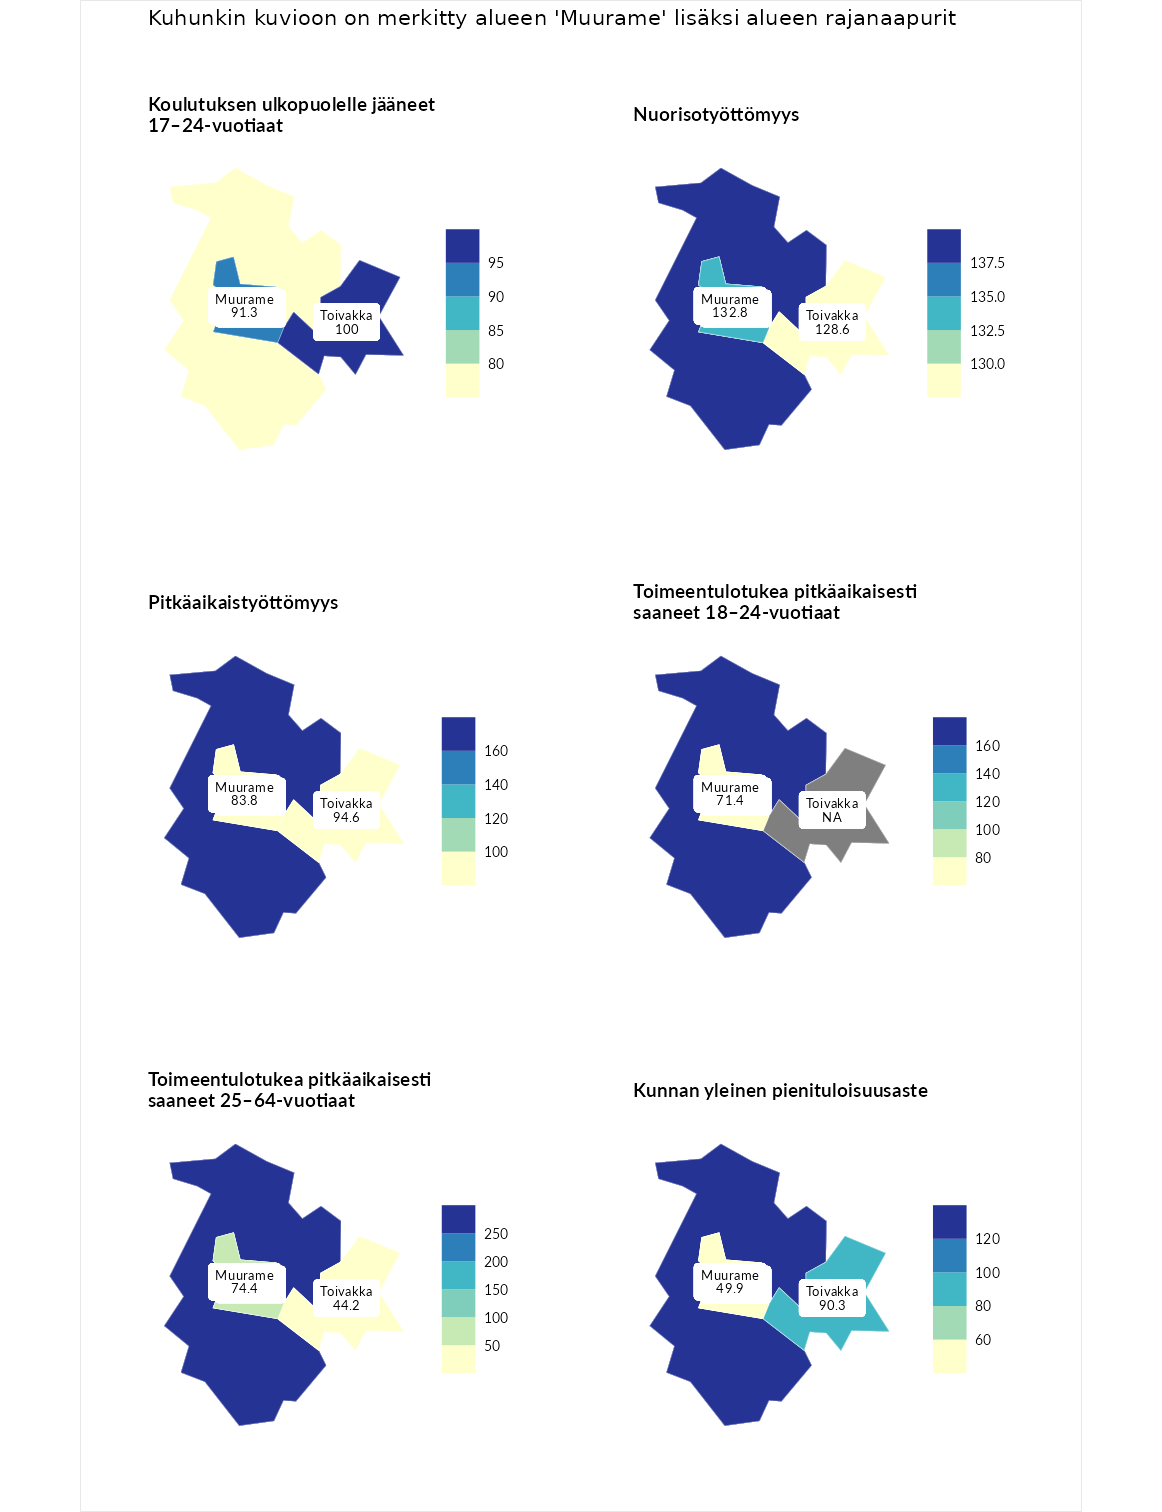 Kuhunkin kuvioon on merkitty alueen 'Muurame' lisäksi alueen rajanaapurit
Koulutuksen ulkopuolelle jääneet
17–24-vuotiaat
Muurame
91.3
Toivakka
100
95
90
85
80
Nuorisotyöttömyys
Muurame
132.8
Toivakka
128.6
137.5
135.0
132.5
130.0
Pitkäaikaistyöttömyys
Muurame
83.8
Toivakka
94.6
160
140
120
100
Toimeentulotukea pitkäaikaisesti
saaneet 18–24-vuotiaat
Muurame
71.4
Toivakka
NA
160
140
120
100
80
Toimeentulotukea pitkäaikaisesti
saaneet 25–64-vuotiaat
Muurame
74.4
Toivakka
44.2
250
200
150
100
50
Kunnan yleinen pienituloisuusaste
Muurame
49.9
Toivakka
90.3
120
100
80
60